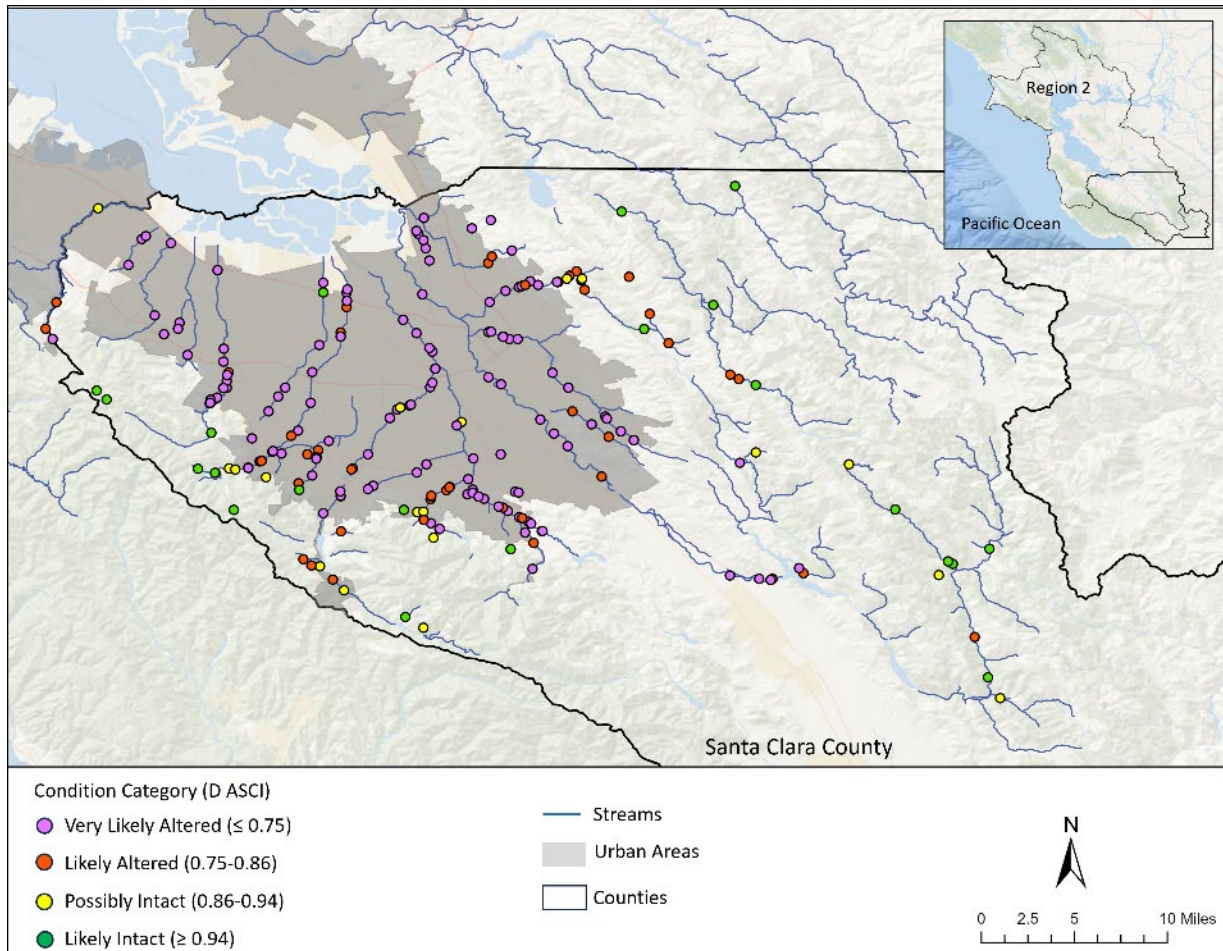 Region 2
Pacific Ocean
Santa Clara County
Condition Category (D ASCI)
Very Likely Altered (≤ 0.75)
Likely Altered (0.75-0.86)
Possibly Intact (0.86-0.94)
Likely Intact (≥ 0.94)
Streams
Urban Areas
Counties
N
0 2.5 5 10 Miles